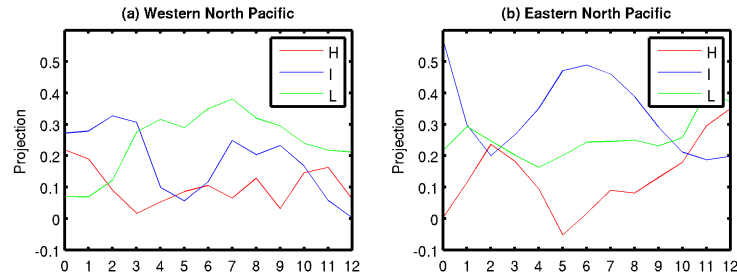 (a) Western North Pacific
H
I
L
Projection
0.5
0.4
0.3
0.2
0.1
0
-0.1
0 1 2 3 4 5 6 7 8 9 10 11 12
(b) Eastern North Pacific
H
I
L
Projection
0.5
0.4
0.3
0.2
0.1
0
-0.1
0 1 2 3 4 5 6 7 8 9 10 11 12